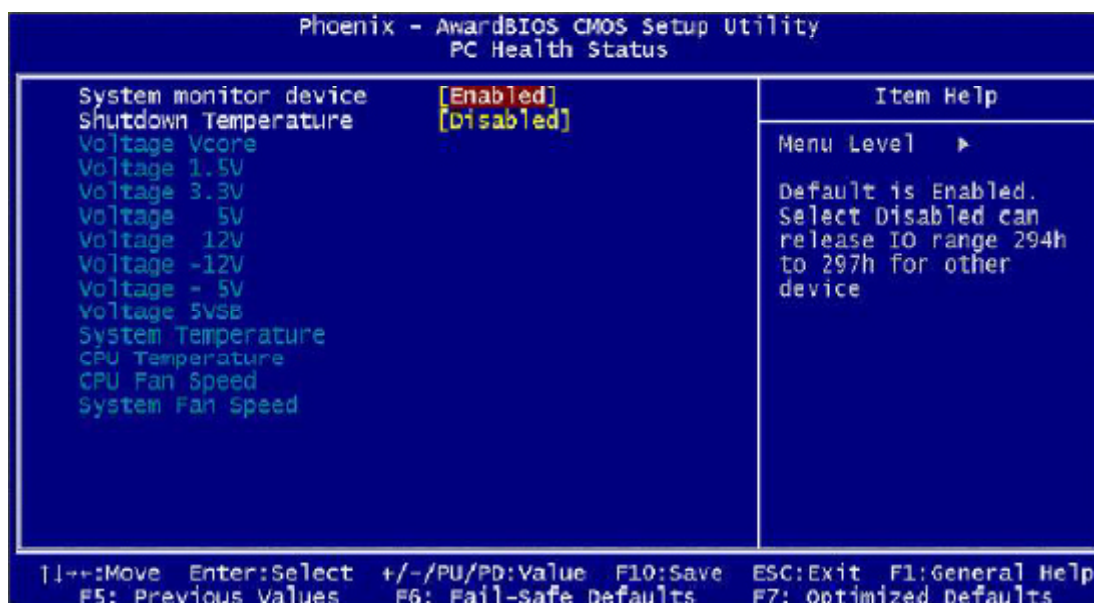 Phoenix - AwardBIOS CMOS Setup Utility
PC Health Status
System monitor device [Enabled]
Shutdown Temperature [Disabled]
Voltage Vcore
Voltage 1.5V
Voltage 3.3V
Voltage 5V
Voltage 12V
Voltage -12V
Voltage - 5V
Voltage 5VSB
System Temperature
CPU Temperature
CPU Fan Speed
System Fan Speed
Item Help
Menu Level ▶
Default is Enabled.
Select Disabled can
release IO range 294h
to 297h for other
device
↑↓→←:Move Enter:Select +/-/PU/PD:Value F10:Save ESC:Exit F1:General Help
F5: Previous Values F6: Fail-Safe Defaults F7: Optimized Defaults